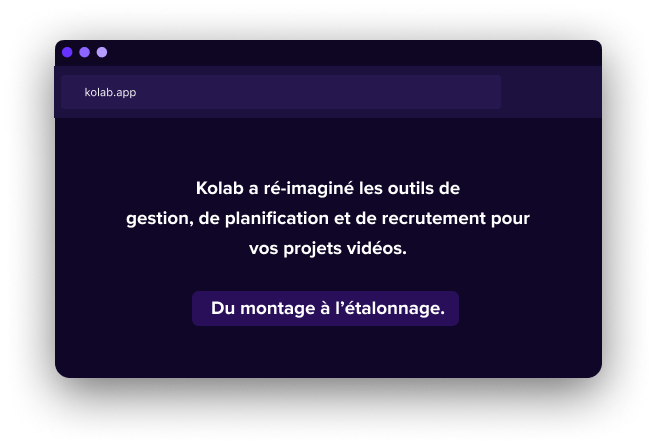 kolab.app
Kolab a ré-imaginé les outils de
gestion, de planification et de recrutement pour
vos projets vidéos.
Du montage à l’étalonnage.